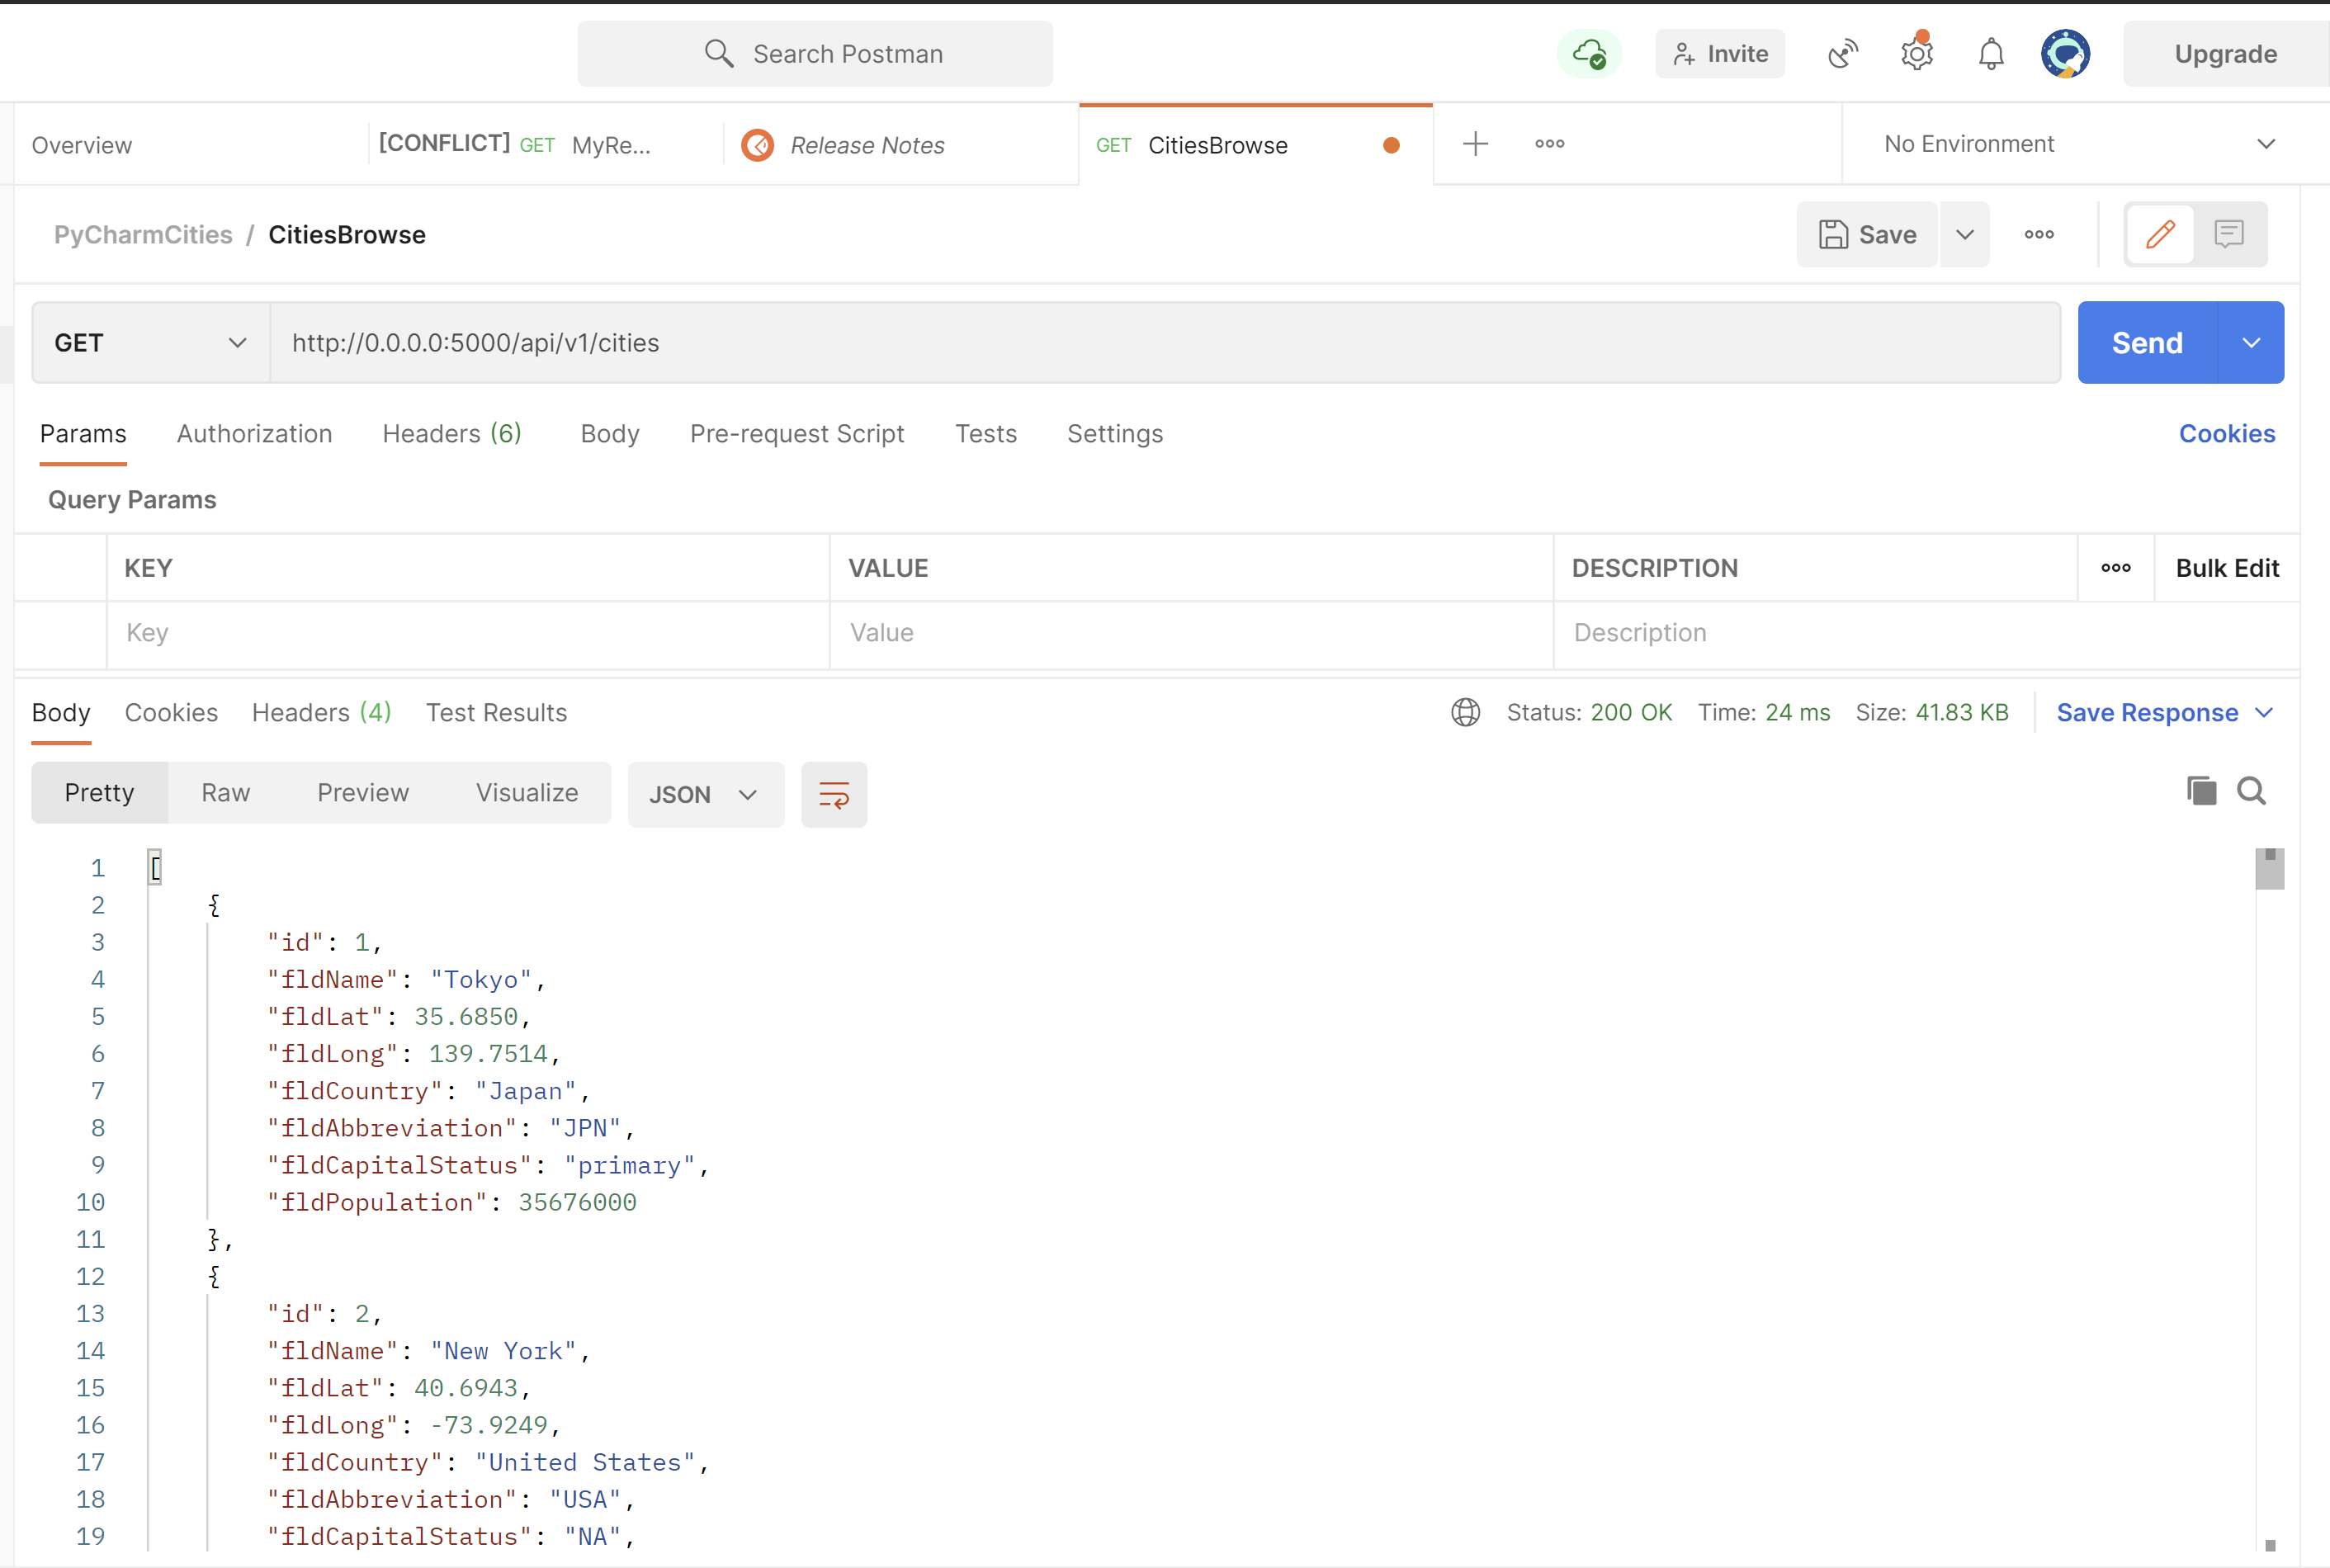 Search Postman
Invite
Upgrade
Overview
[CONFLICT] GET MyRe...
Release Notes
GET CitiesBrowse
No Environment
PyCharmCities / CitiesBrowse
Save
GET
http://0.0.0.0:5000/api/v1/cities
Send
Params Authorization Headers (6) Body Pre-request Script Tests Settings Cookies
Query Params
KEY VALUE DESCRIPTION Bulk Edit
Key Value Description
Body Cookies Headers (4) Test Results Status: 200 OK Time: 24 ms Size: 41.83 KB Save Response
Pretty Raw Preview Visualize JSON
1 [
2 {
3 "id": 1,
4 "fldName": "Tokyo",
5 "fldLat": 35.6850,
6 "fldLong": 139.7514,
7 "fldCountry": "Japan",
8 "fldAbbreviation": "JPN",
9 "fldCapitalStatus": "primary",
10 "fldPopulation": 35676000
11 },
12 {
13 "id": 2,
14 "fldName": "New York",
15 "fldLat": 40.6943,
16 "fldLong": -73.9249,
17 "fldCountry": "United States",
18 "fldAbbreviation": "USA",
19 "fldCapitalStatus": "NA",